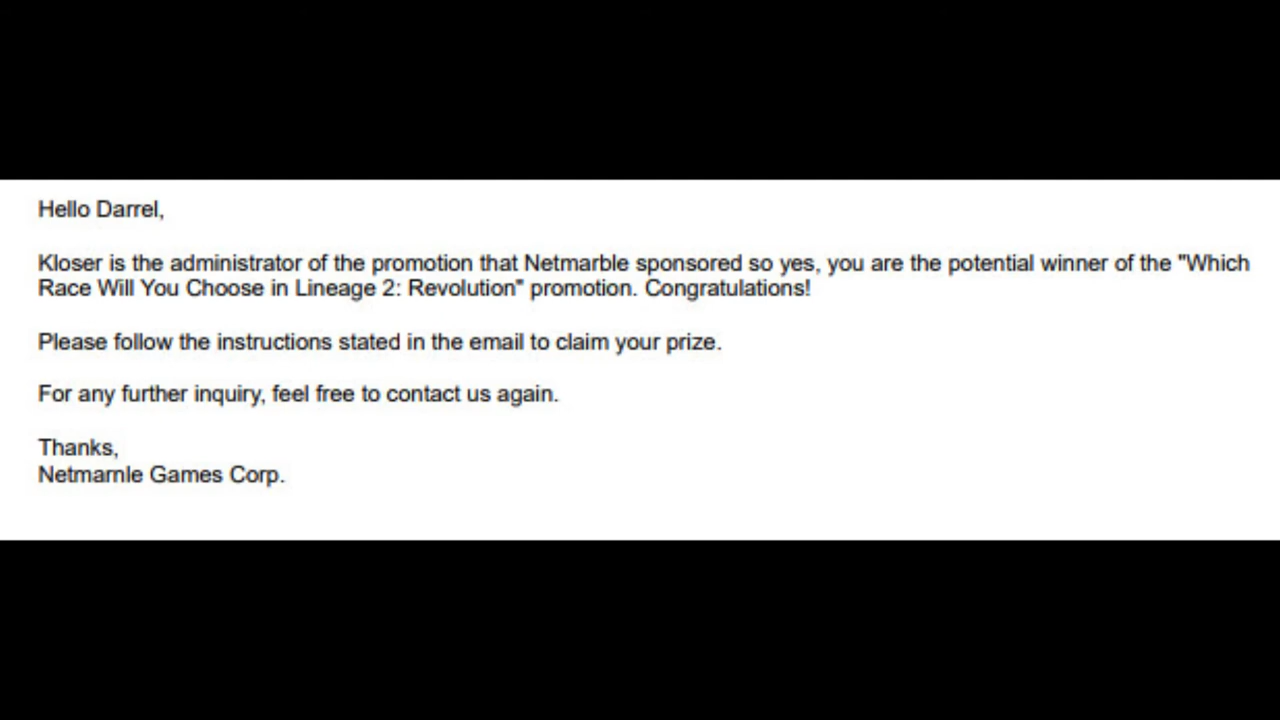 Hello Darrel,
Kloser is the administrator of the promotion that Netmarble sponsored so yes, you are the potential winner of the "Which
Race Will You Choose in Lineage 2: Revolution" promotion. Congratulations!
Please follow the instructions stated in the email to claim your prize.
For any further inquiry, feel free to contact us again.
Thanks,
Netmarnle Games Corp.